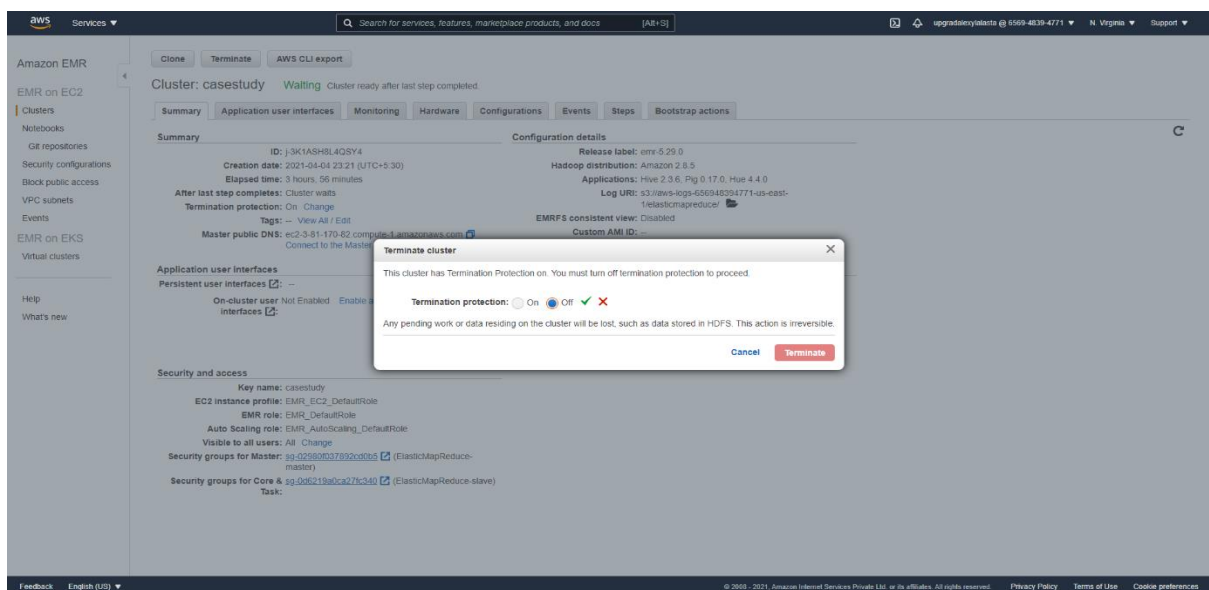 aws Services ▼ Search for services, features, marketplace products, and docs [Alt+S] upgradalexylalasta @ 6569-4839-4771 ▼ N. Virginia ▼ Support ▼
Amazon EMR
EMR on EC2
Clusters
Notebooks
Git repositories
Security configurations
Block public access
VPC subnets
Events
EMR on EKS
Virtual clusters
Help
What's new
Clone Terminate AWS CLI export
Cluster: casestudy Waiting Cluster ready after last step completed.
Summary Application user interfaces Monitoring Hardware Configurations Events Steps Bootstrap actions
Summary
ID: j-3K1ASH8L4QSY4
Creation date: 2021-04-04 23:21 (UTC+5:30)
Elapsed time: 3 hours, 56 minutes
After last step completes: Cluster waits
Termination protection: On Change
Tags: -- View All / Edit
Master public DNS: ec2-3-81-170-82.compute-1.amazonaws.com
Connect to the Master
Configuration details
Release label: emr-5.29.0
Hadoop distribution: Amazon 2.8.5
Applications: Hive 2.3.6, Pig 0.17.0, Hue 4.4.0
Log URI: s3://aws-logs-656948394771-us-east-
1/elasticmapreduce/
EMRFS consistent view: Disabled
Custom AMI ID: --
Application user interfaces
Persistent user interfaces: --
On-cluster user Not Enabled Enable a
interfaces :
Terminate cluster
This cluster has Termination Protection on. You must turn off termination protection to proceed.
Termination protection: On Off
Any pending work or data residing on the cluster will be lost, such as data stored in HDFS. This action is irreversible.
Cancel Terminate
Security and access
Key name: casestudy
EC2 instance profile: EMR_EC2_DefaultRole
EMR role: EMR_DefaultRole
Auto Scaling role: EMR_AutoScaling_DefaultRole
Visible to all users: All Change
Security groups for Master: sg-02980f037892cd0b5 (ElasticMapReduce-
master)
Security groups for Core & sg-0d6219a0ca27fc340 (ElasticMapReduce-slave)
Task:
Feedback English (US) ▼ © 2008 - 2021, Amazon Internet Services Private Ltd. or its affiliates. All rights reserved. Privacy Policy Terms of Use Cookie preferences